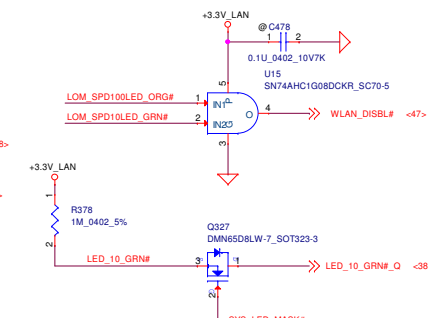 +3.3V_LAN
@C478
1 2
0.1U_0402_10V7K
U15
SN74AHC1G08DCKR_SC70-5
5
LOM_SPD100LED_ORG# 1 IN1 P
O 4 WLAN_DISBL# <47>
LOM_SPD10LED_GRN# 2 IN2 G
3
+3.3V_LAN
1
R378
1M_0402_5%
2
Q327
DMN65D8LW-7_SOT323-3
LED_10_GRN# 3 1 LED_10_GRN#_Q <38
2